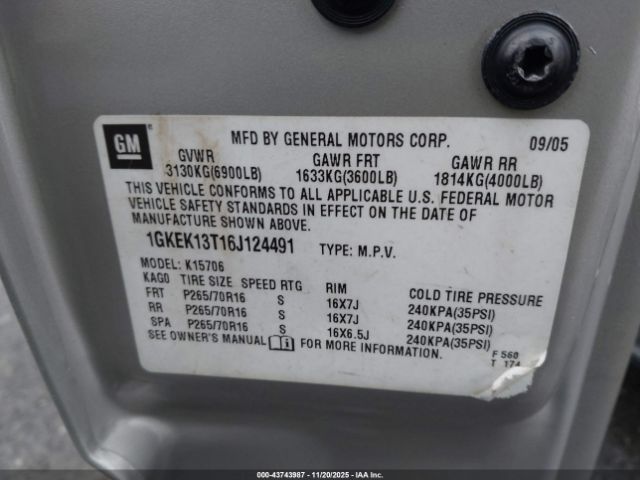 GM
MFD BY GENERAL MOTORS CORP. 09/05
GVWR GAWR FRT GAWR RR
3130KG(6900LB) 1633KG(3600LB) 1814KG(4000LB)
THIS VEHICLE CONFORMS TO ALL APPLICABLE U.S. FEDERAL MOTOR
VEHICLE SAFETY STANDARDS IN EFFECT ON THE DATE OF
MANUFACTURE SHOWN ABOVE.
1GKEK13T16J124491 TYPE: M.P.V.
MODEL: K15706
KAGO TIRE SIZE SPEED RTG RIM COLD TIRE PRESSURE
FRT P265/70R16 S 16X7J 240KPA(35PSI)
RR P265/70R16 S 16X7J 240KPA(35PSI)
SPA P265/70R16 S 16X6.5J 240KPA(35PSI)
SEE OWNER'S MANUAL FOR MORE INFORMATION.
F 560
T 174
000-43743987 - 11/20/2025 - IAAI.COM